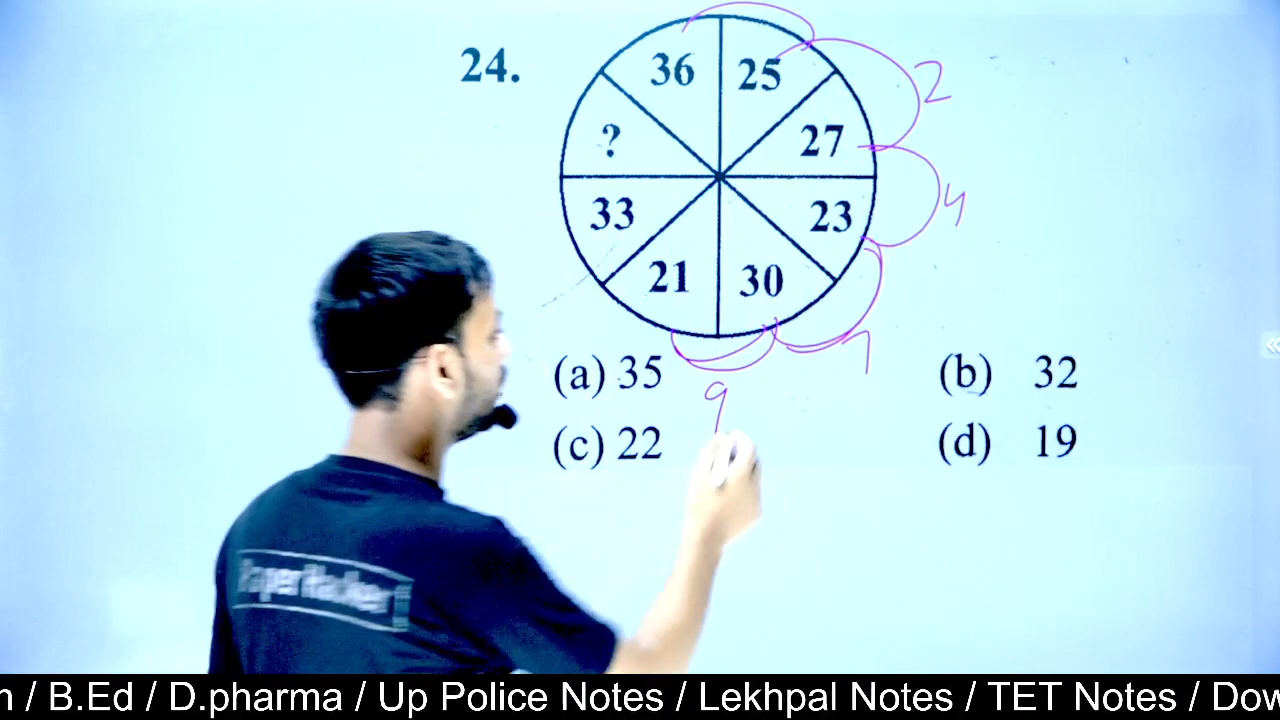 24.
36 25
? 27
33 23
21 30
2
4
7
9
(a) 35 (b) 32
(c) 22 (d) 19
PaperHacker
/ B.Ed / D.pharma / Up Police Notes / Lekhpal Notes / TET Notes /